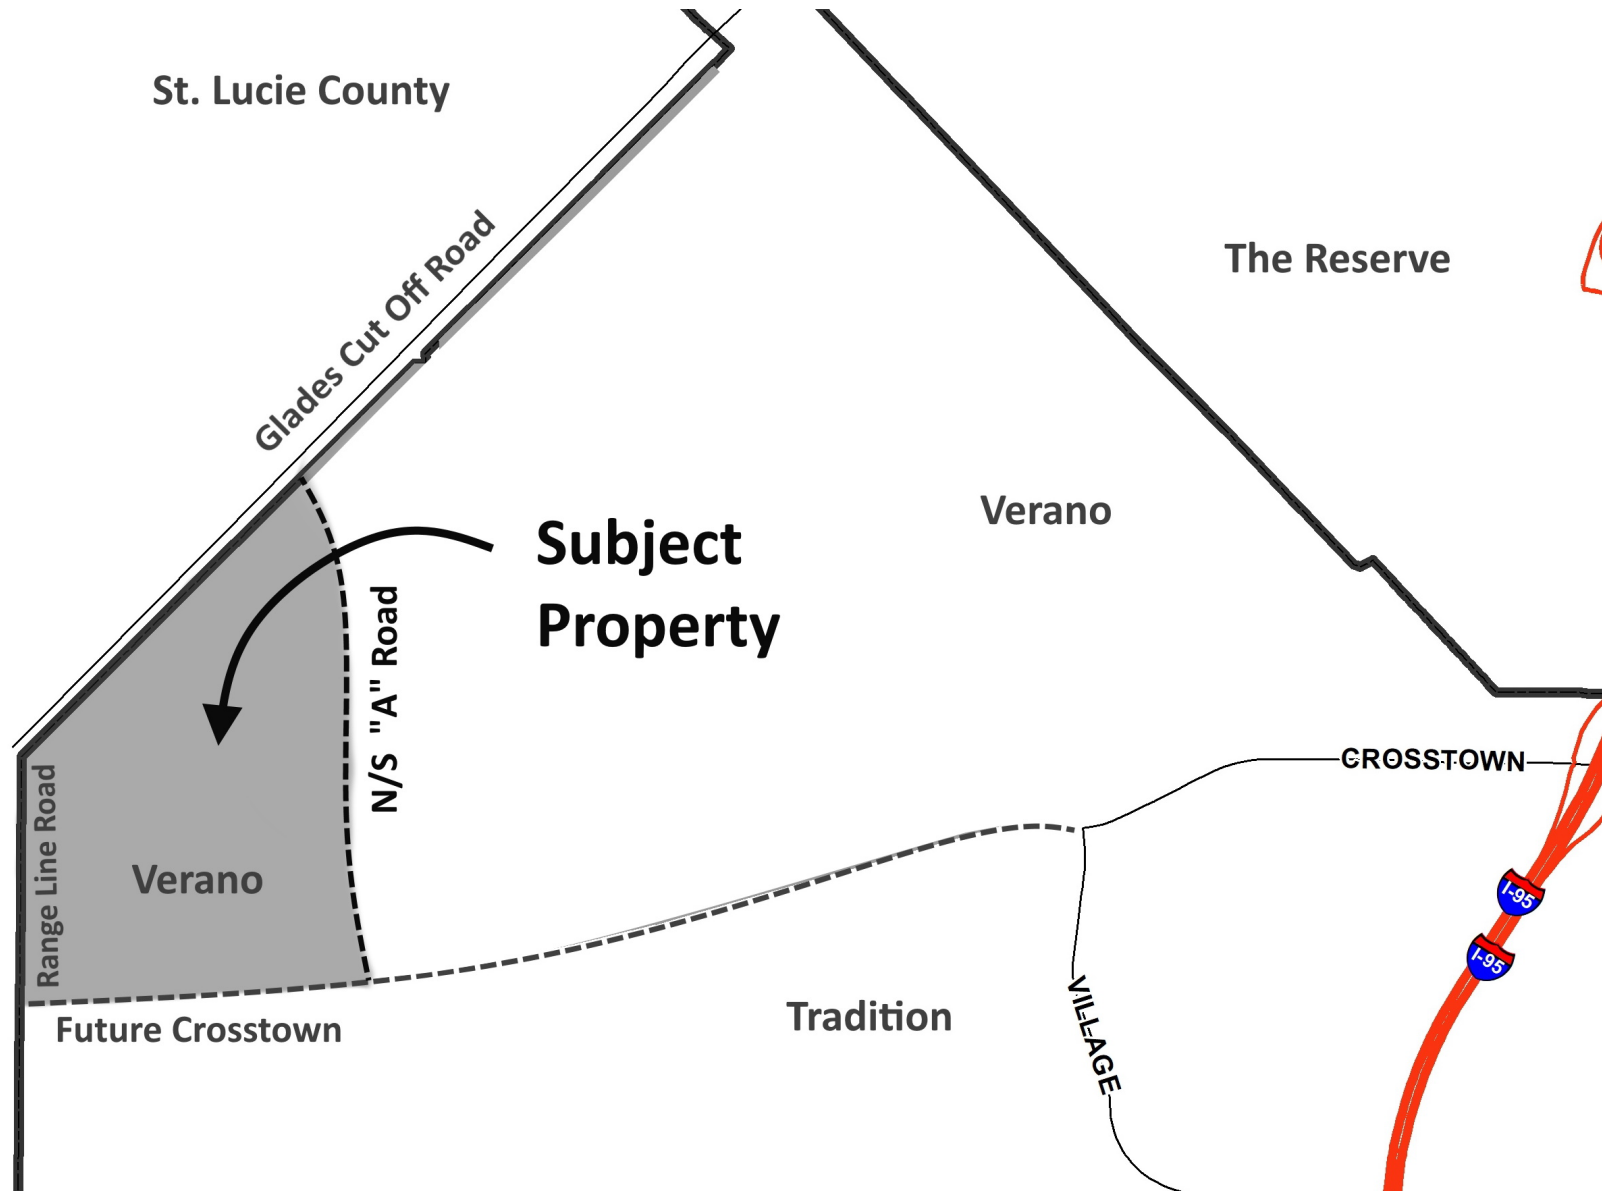 St. Lucie County
The Reserve
Glades Cut Off Road
Verano
Subject
Property
N/S "A" Road
CROSSTOWN
Range Line Road
Verano
I-95
I-95
Future Crosstown
Tradition
VILLAGE